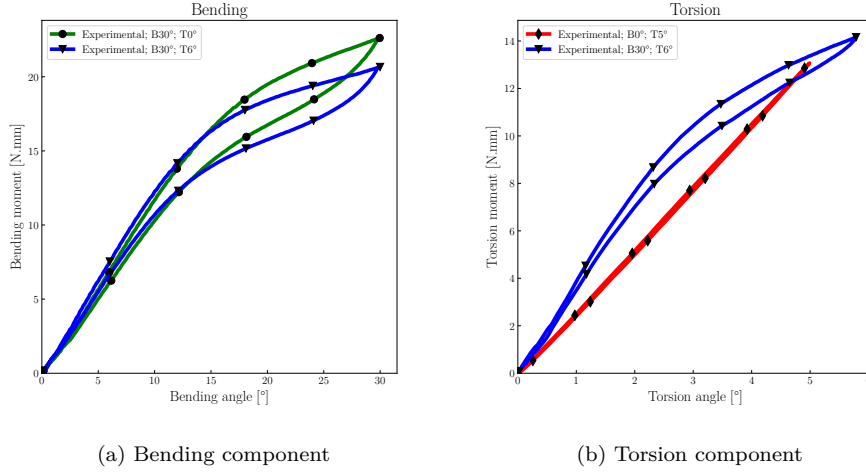 Bending
Experimental; B30°; T0°
Experimental; B30°; T6°
Bending moment [N.mm]
0
5
10
15
20
0
5
10
15
20
25
30
Bending angle [°]
(a) Bending component
Torsion
Experimental; B0°; T5°
Experimental; B30°; T6°
Torsion moment [N.mm]
0
2
4
6
8
10
12
14
0
1
2
3
4
5
Torsion angle [°]
(b) Torsion component